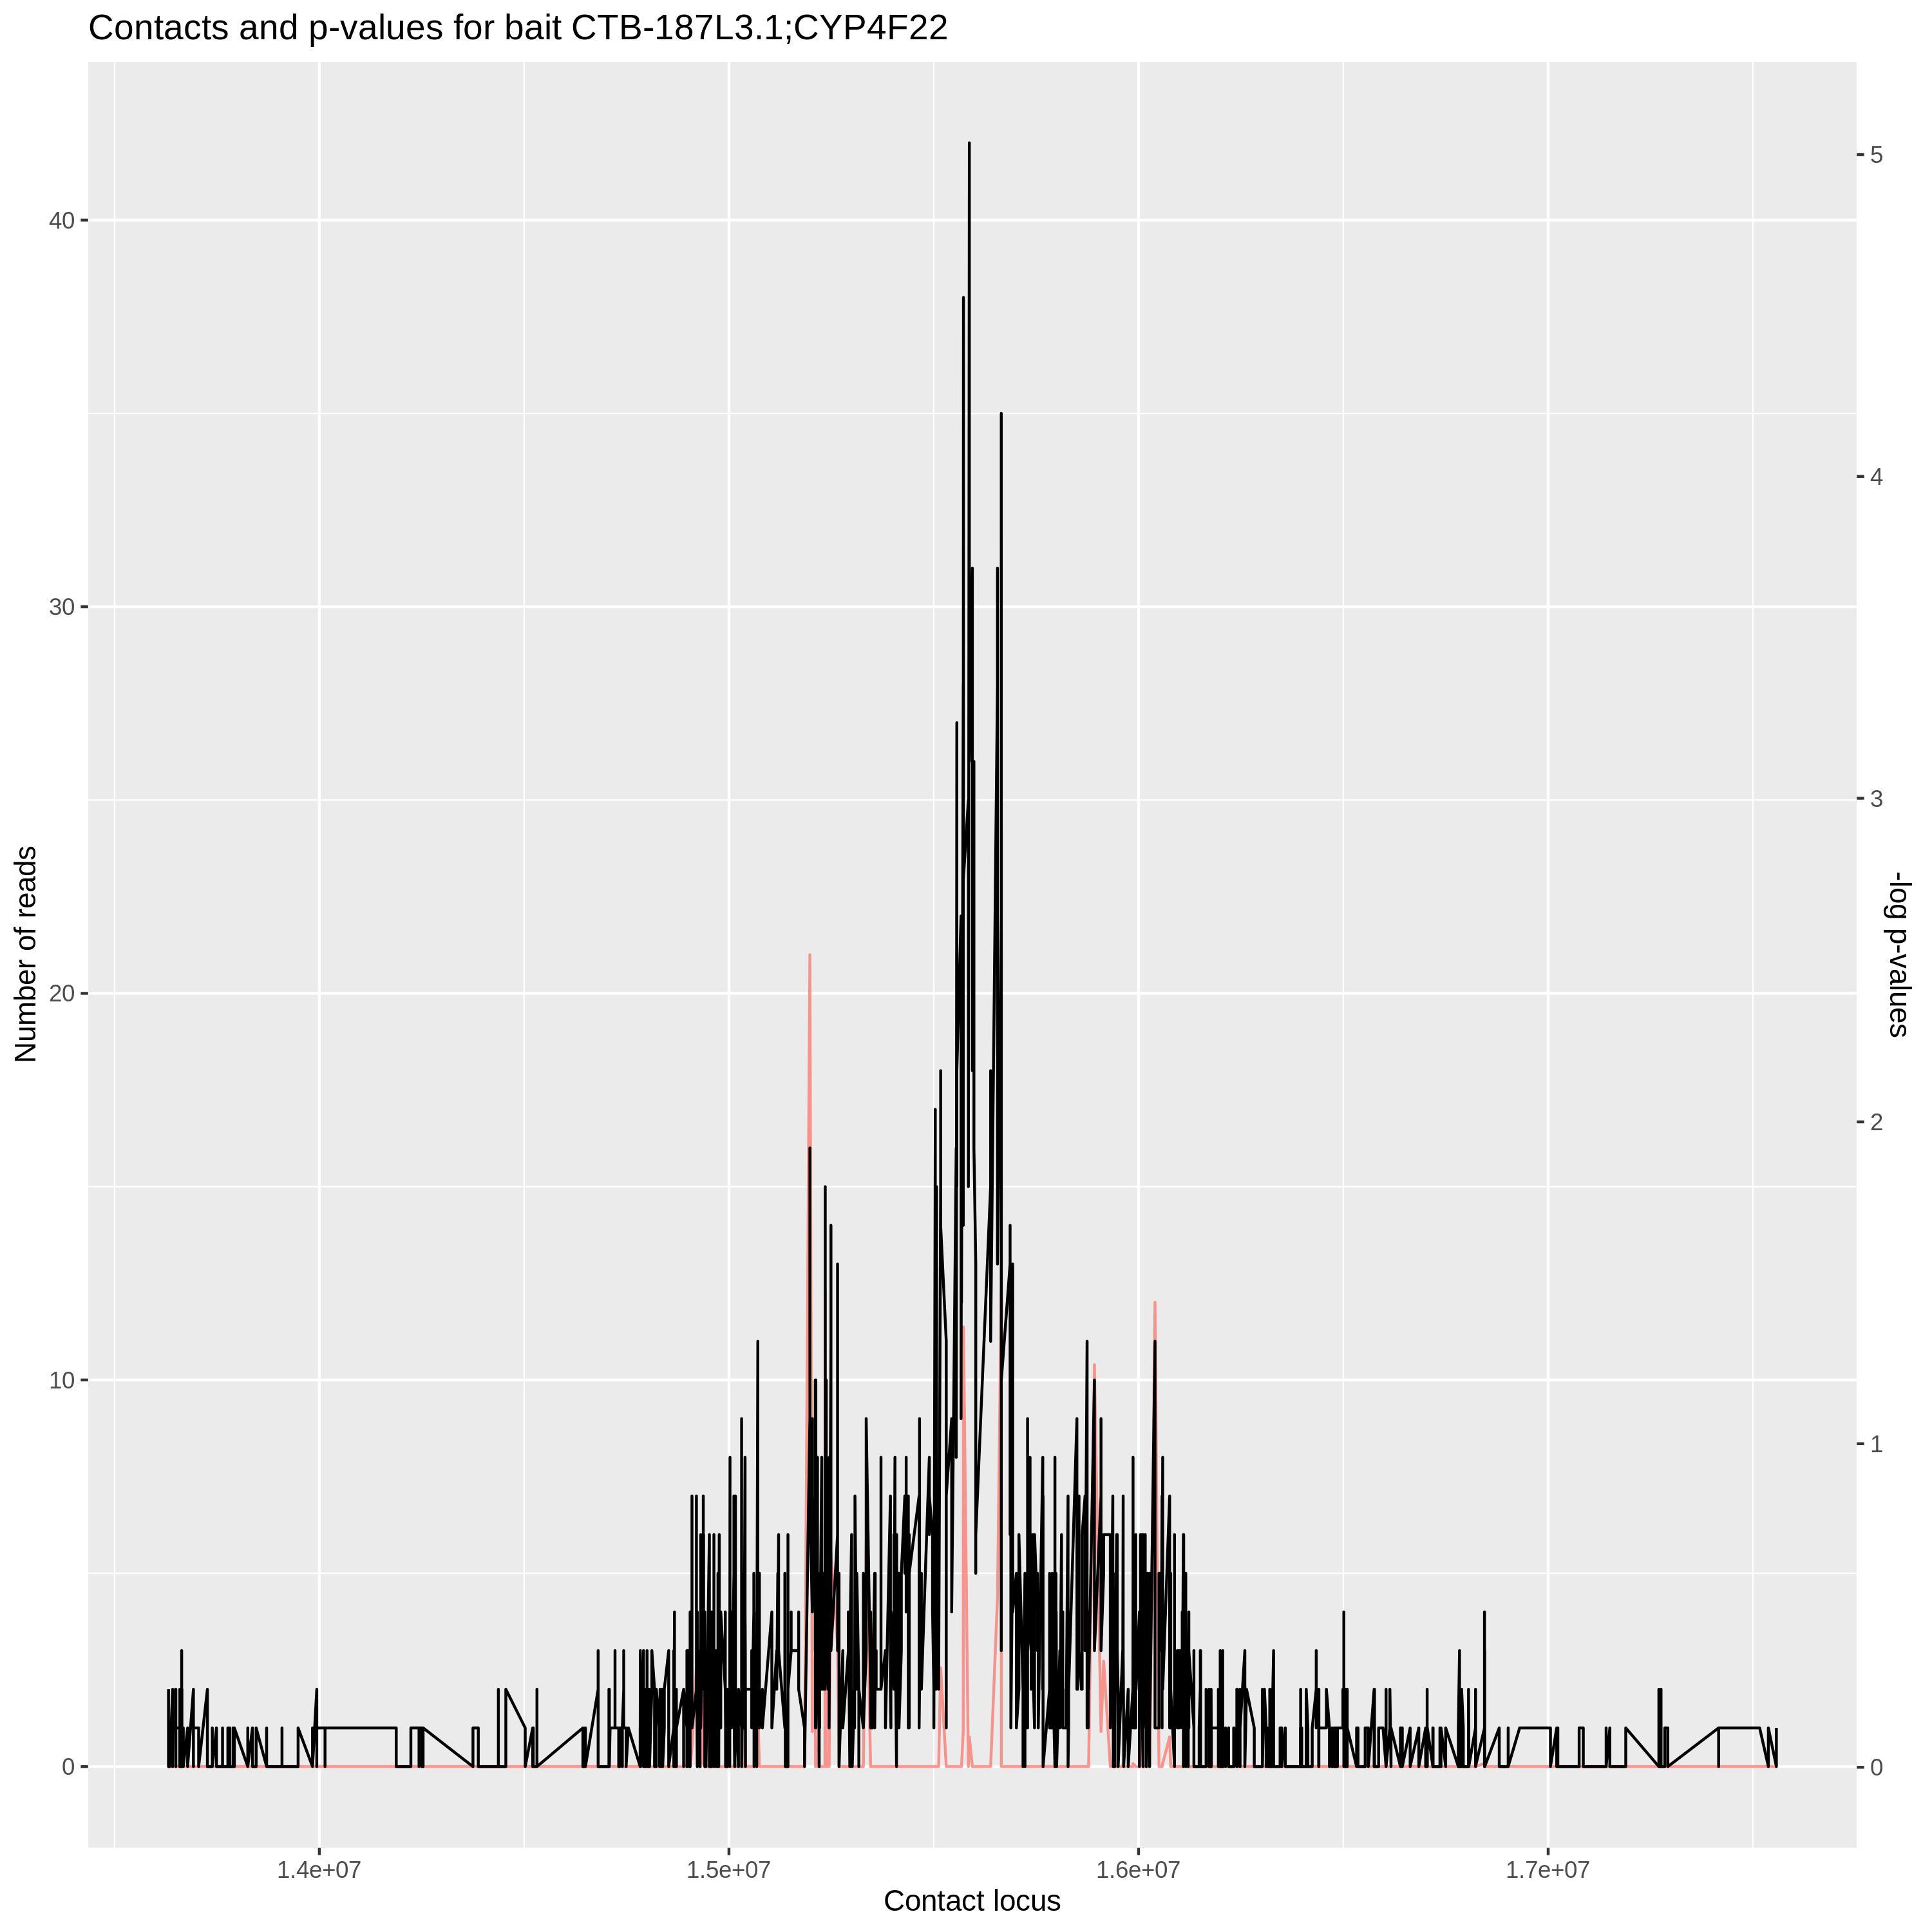 Contacts and p-values for bait CTB-187L3.1;CYP4F22
Number of reads
40
30
20
10
0
5
4
3
2
1
0
-log p-values
1.4e+07 1.5e+07 1.6e+07 1.7e+07
Contact locus